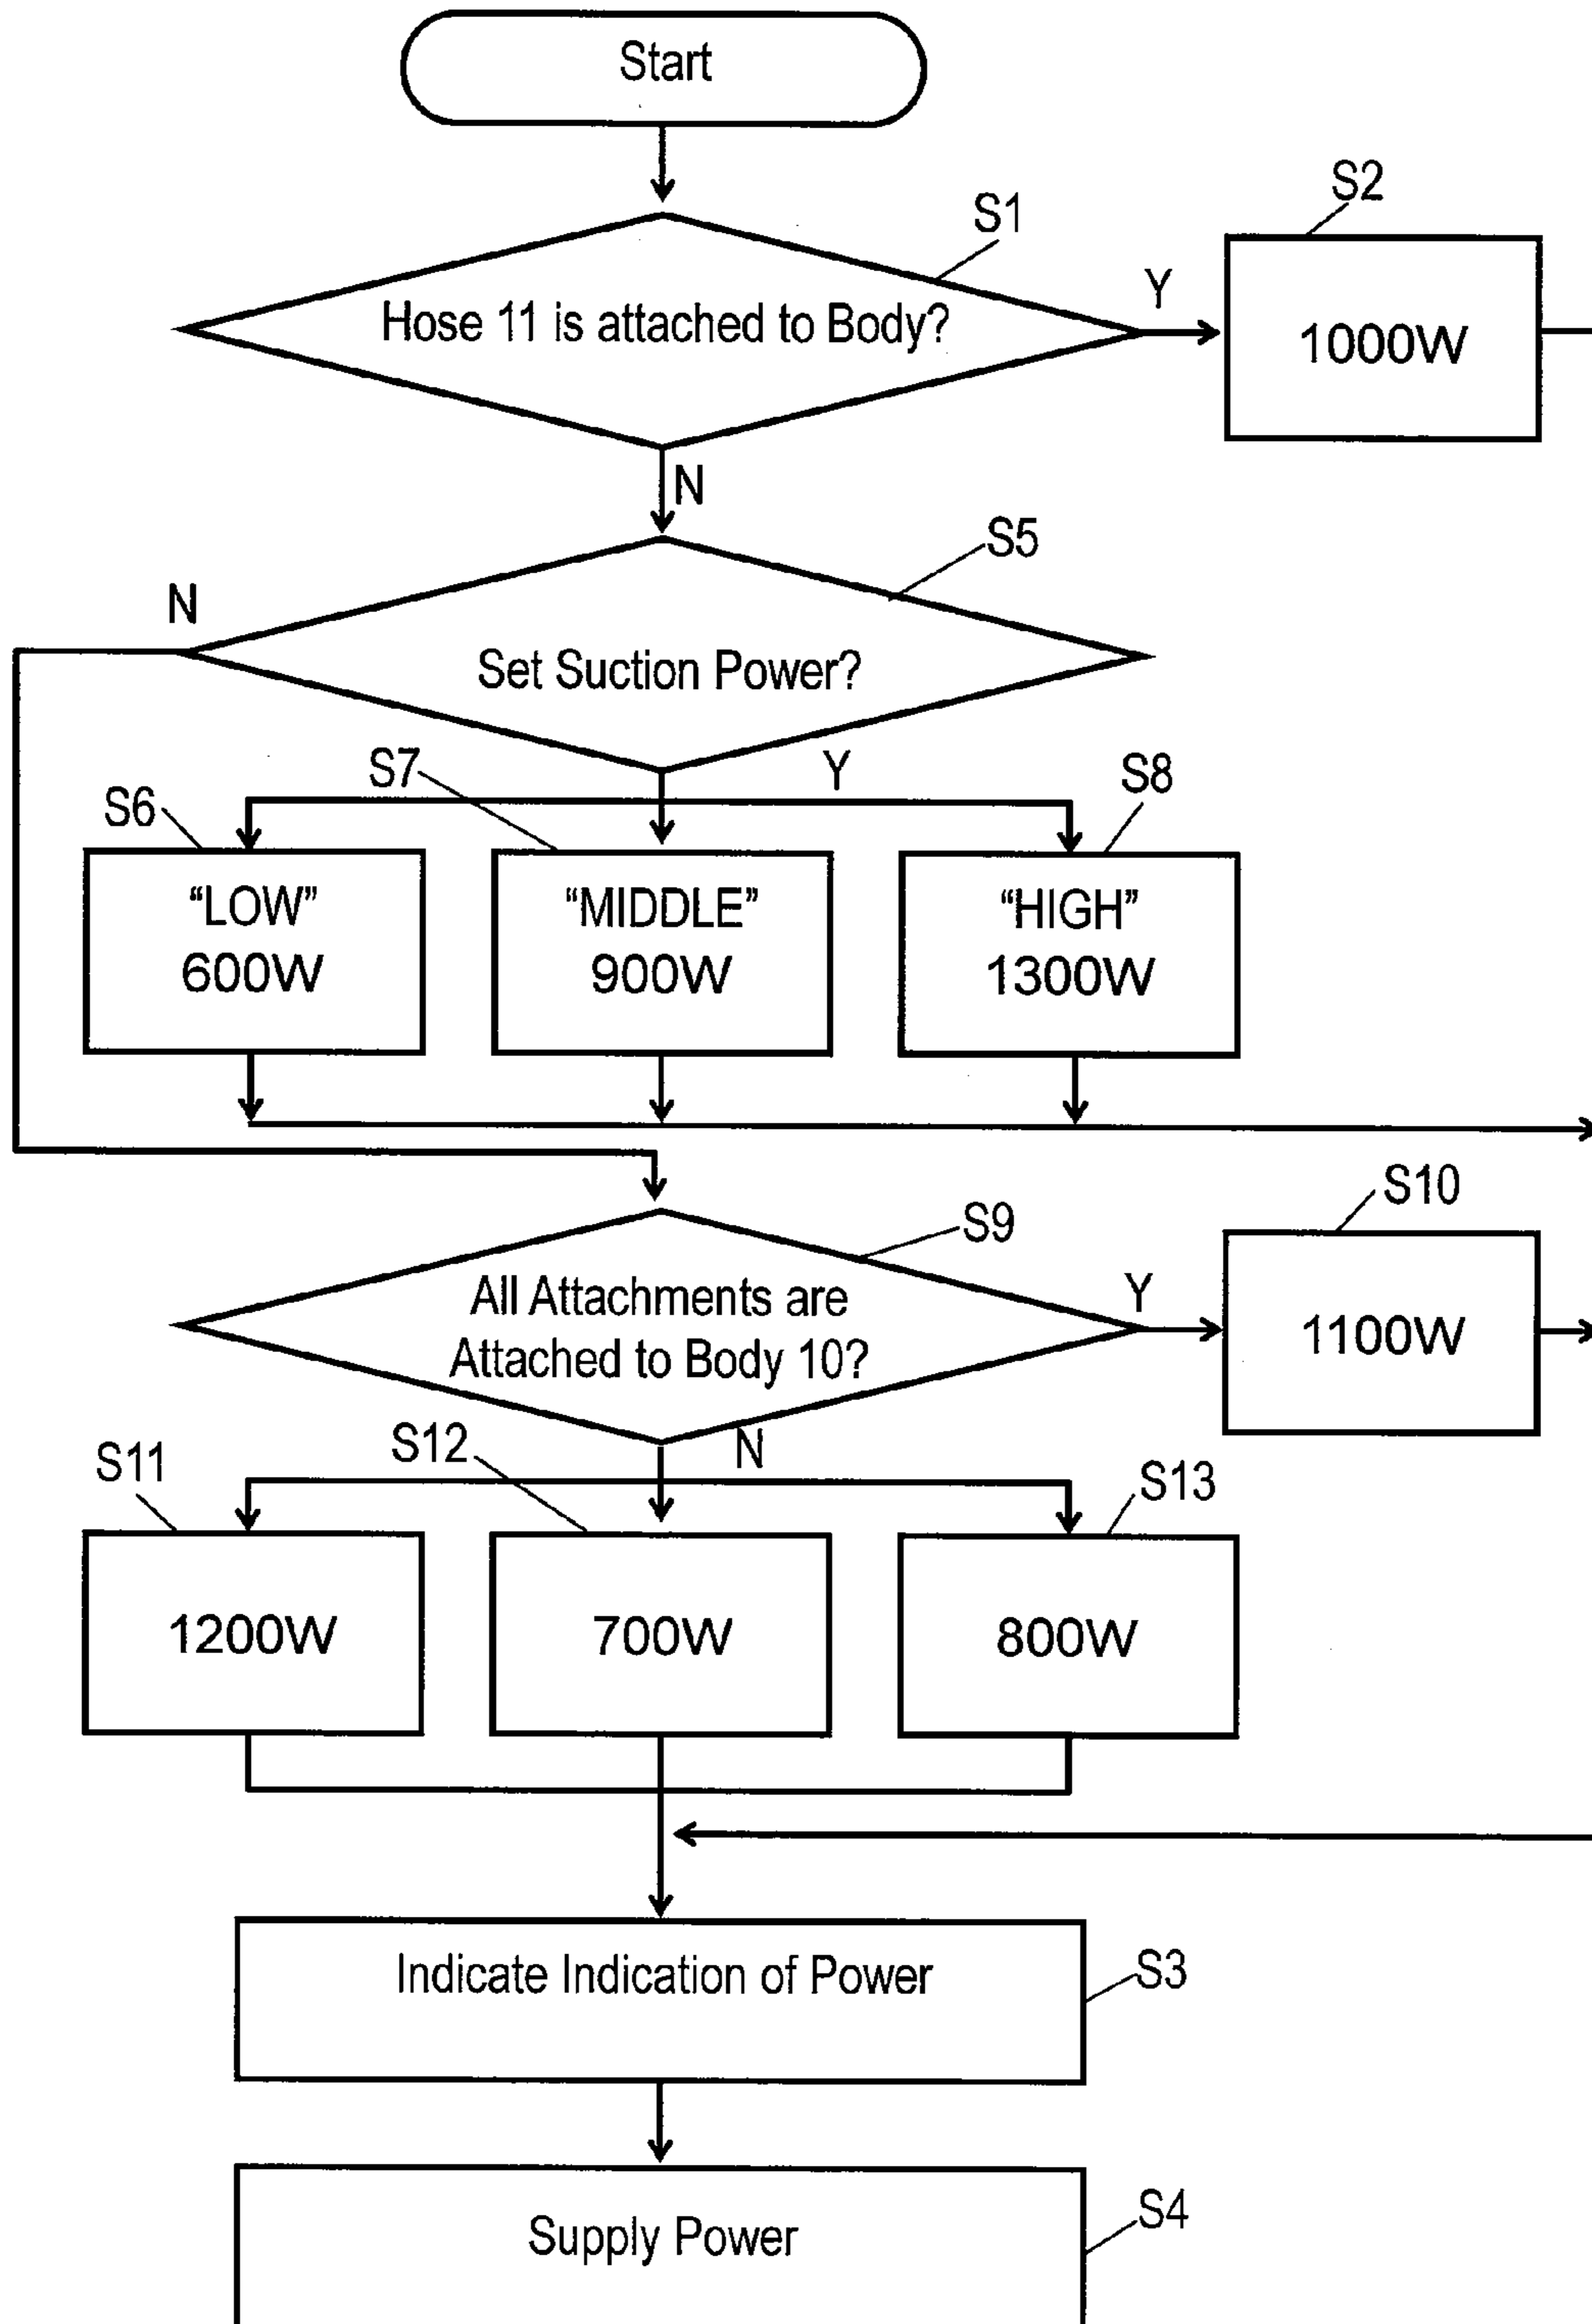 Start
S1
S2
Hose 11 is attached to Body?
Y
1000W
N
S5
N
Set Suction Power?
Y
S6
S7
S8
“LOW”
600W
“MIDDLE”
900W
“HIGH”
1300W
S9
S10
All Attachments are
Attached to Body 10?
Y
1100W
N
S11
S12
S13
1200W
700W
800W
Indicate Indication of Power
S3
Supply Power
S4